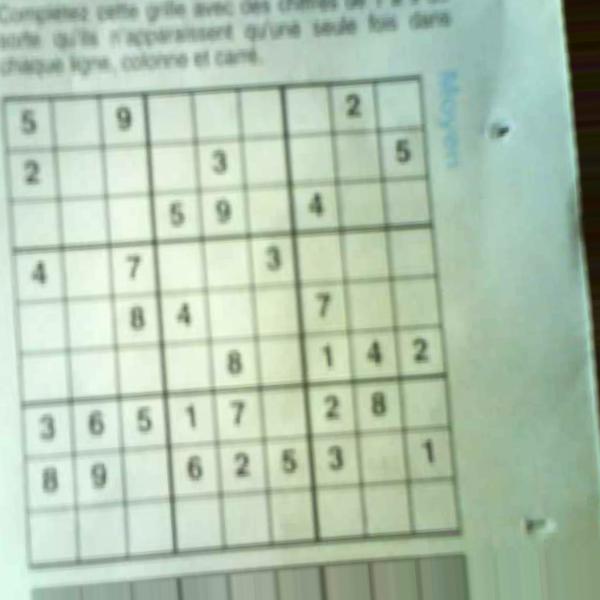 Complétez cette grille avec des chiffres de 1 à 9 de
sorte qu'ils n'apparaissent qu'une seule fois dans
chaque ligne, colonne et carré.
Moyen
5 9 2
2 3 5
5 9 4
4 7 3
8 4 7
8 1 4 2
3 6 5 1 7 2 8
8 9 6 2 5 3 1